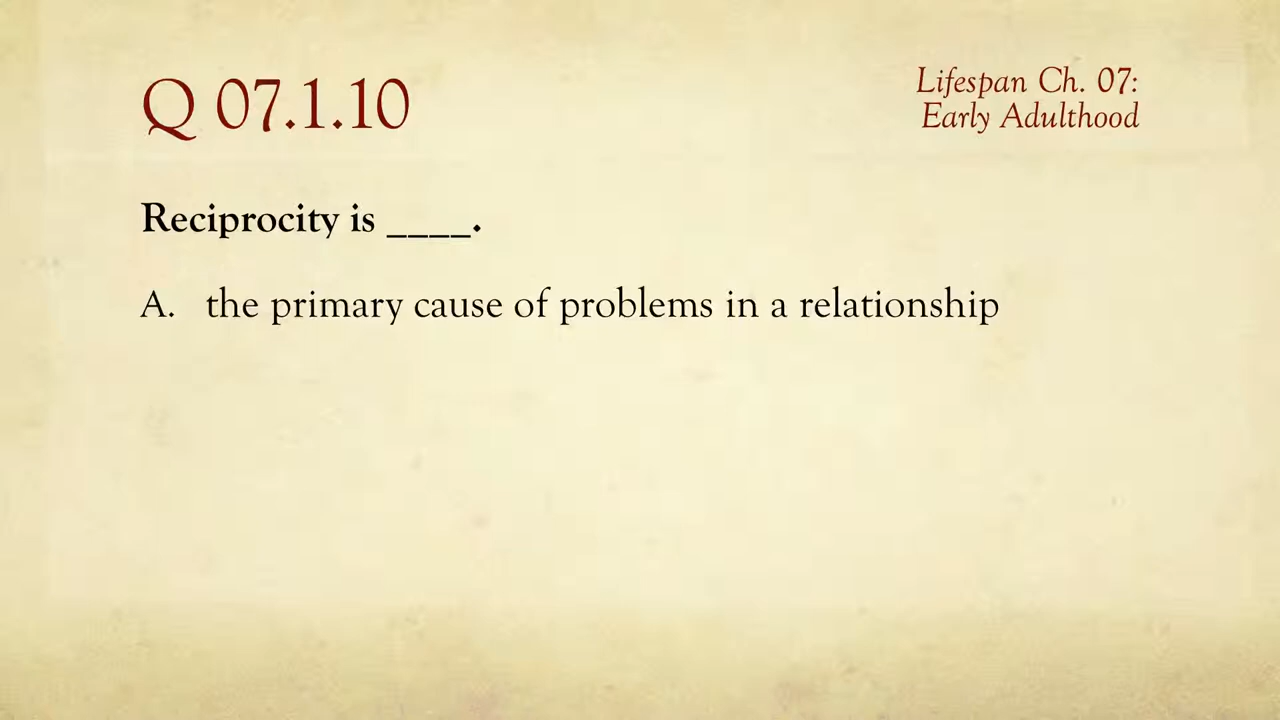 Q 07.1.10
Lifespan Ch. 07:
Early Adulthood
Reciprocity is ____.
A. the primary cause of problems in a relationship